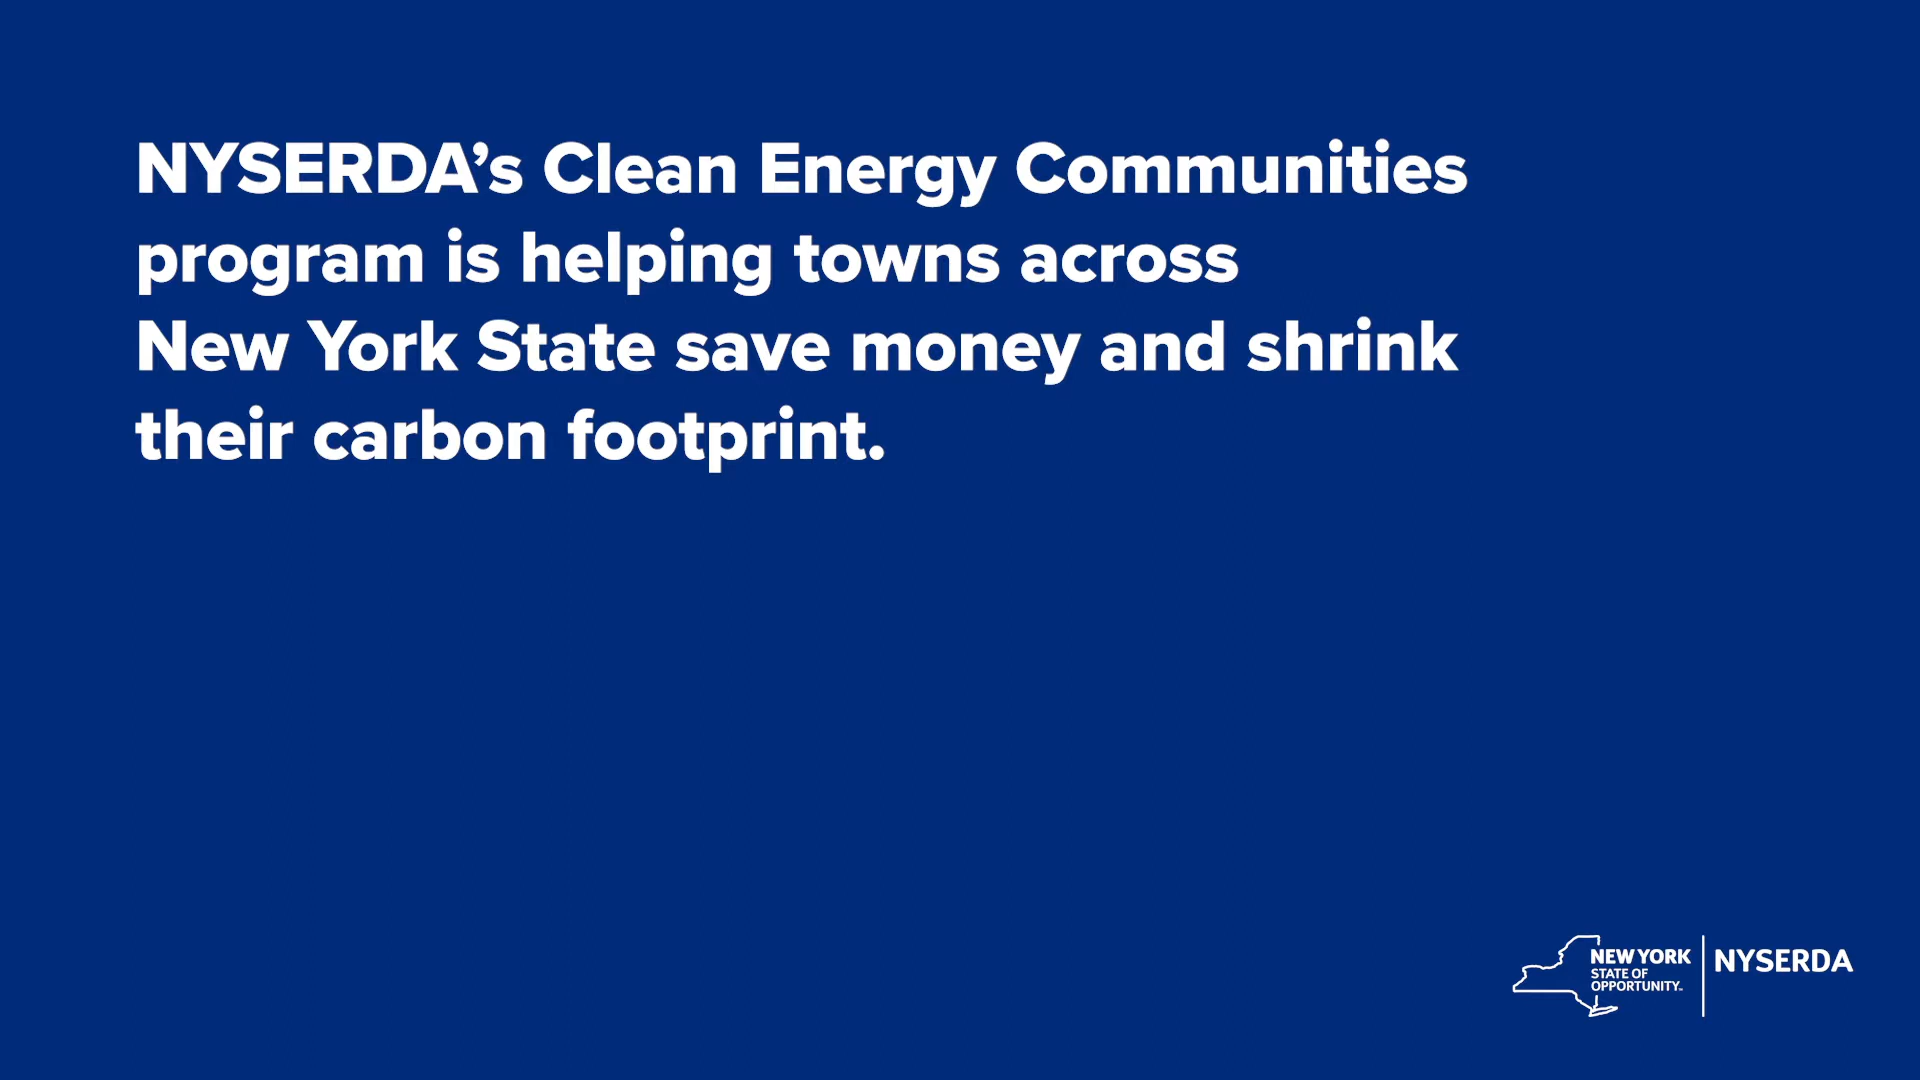 NYSERDA’s Clean Energy Communities
program is helping towns across
New York State save money and shrink
their carbon footprint.
NEW YORK
STATE OF
OPPORTUNITY™
NYSERDA